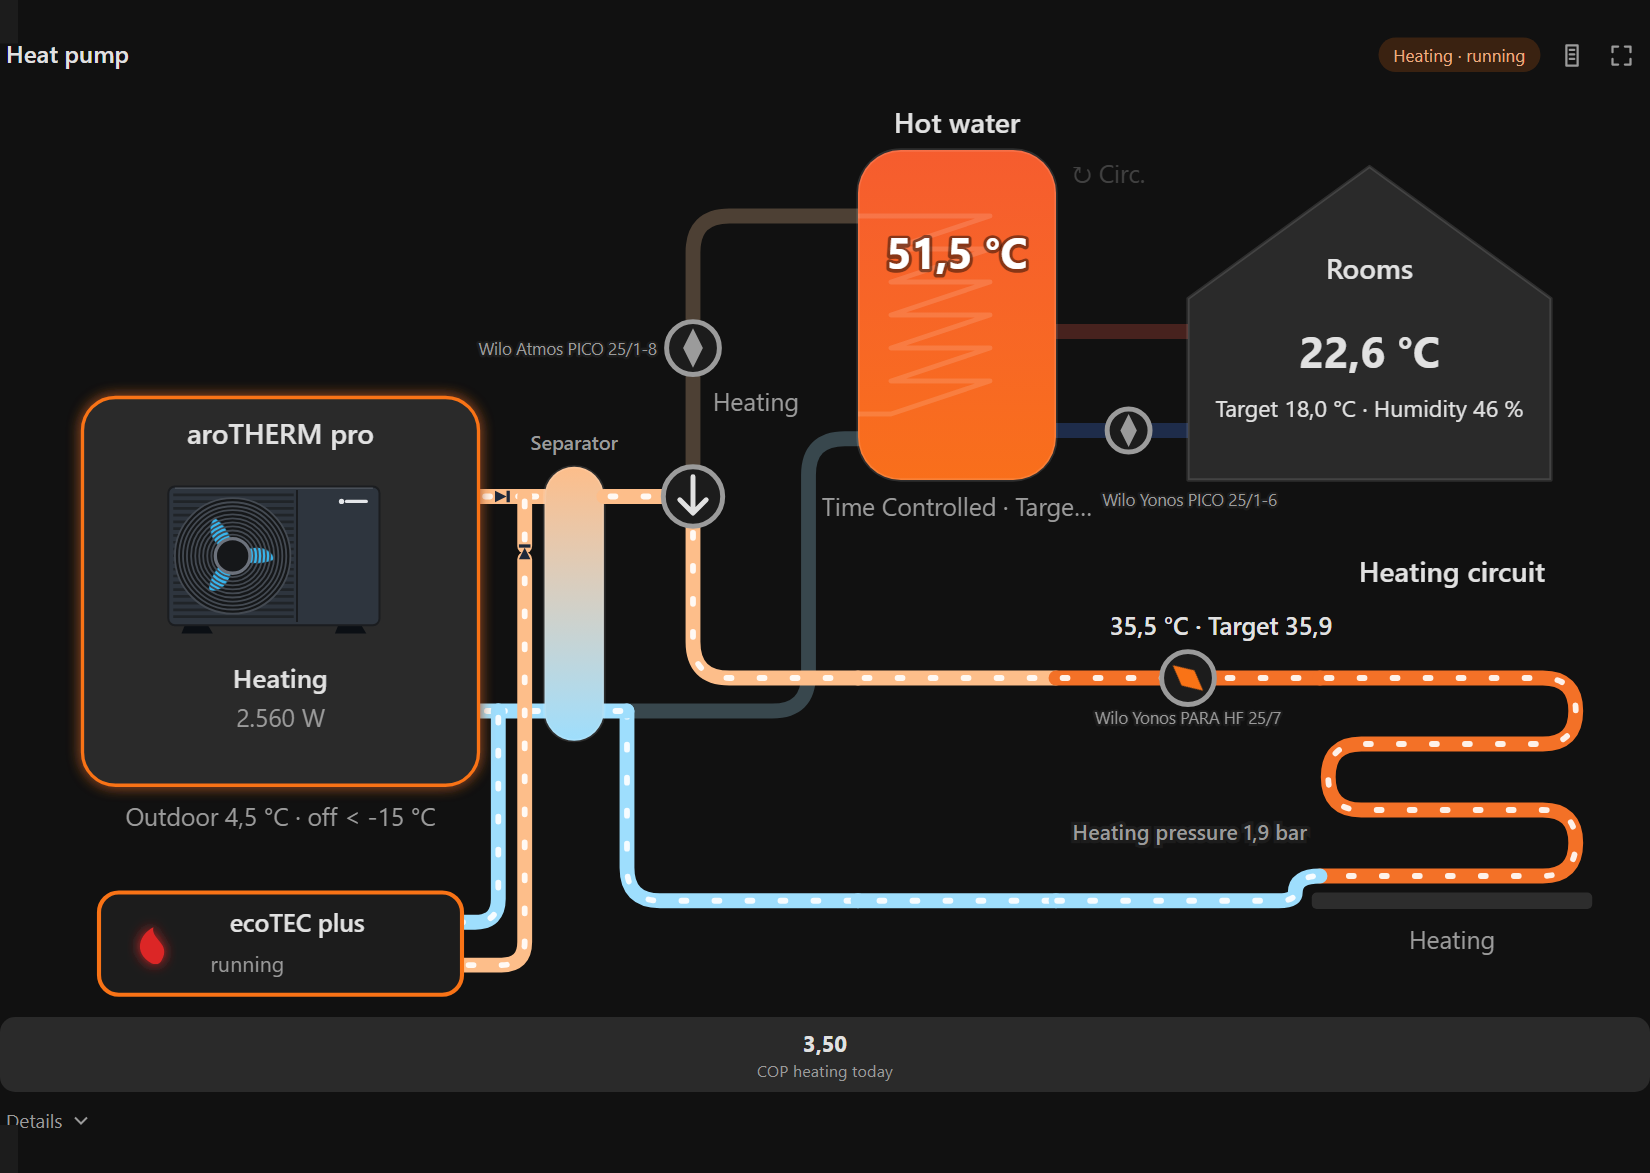 Heat pump
Heating · running
Hot water
↻ Circ.
51,5 °C
Rooms
22,6 °C
Target 18,0 °C · Humidity 46 %
Wilo Atmos PICO 25/1-8
Heating
aroTHERM pro
Separator
Time Controlled · Targe...
Wilo Yonos PICO 25/1-6
Heating circuit
35,5 °C · Target 35,9
Heating
2.560 W
Wilo Yonos PARA HF 25/7
Outdoor 4,5 °C · off < -15 °C
Heating pressure 1,9 bar
ecoTEC plus
running
Heating
3,50
COP heating today
Details